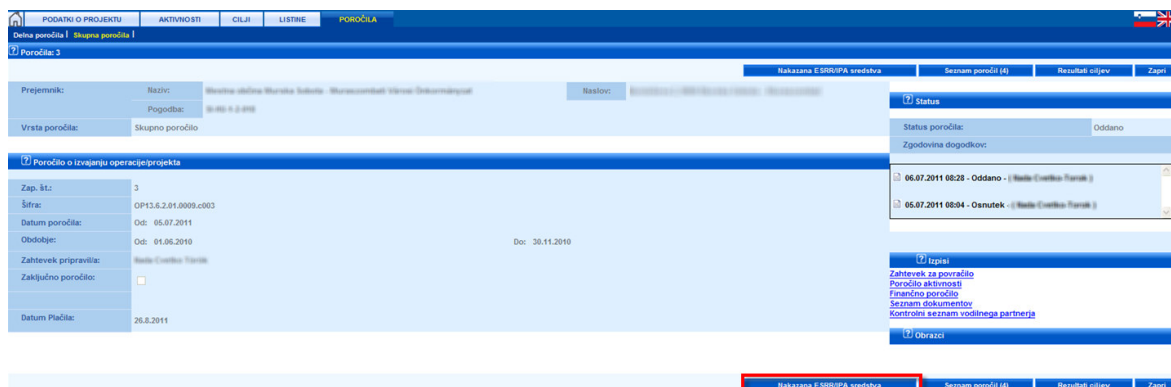 PODATKI O PROJEKTU AKTIVNOSTI CILJI LISTINE POROČILA
Delna poročila | Skupna poročila |
? Poročila: 3
Nakazana ESRR/IPA sredstva Seznam poročil (4) Rezultati ciljev Zapri
Prejemnik: Naziv: Naslov:
Pogodba:
Vrsta poročila: Skupno poročilo
? Status
Status poročila: Oddano
Zgodovina dogodkov:
06.07.2011 08:28 - Oddano - (
05.07.2011 08:04 - Osnutek - (
? Poročilo o izvajanju operacije/projekta
Zap. št.: 3
Šifra: OP13.6.2.01.0009.c003
Datum poročila: Od: 05.07.2011
Obdobje: Od: 01.06.2010 Do: 30.11.2010
Zahtevek pripravil/a:
Zaključno poročilo:
Datum Plačila: 26.8.2011
? Izpisi
Zahtevek za povračilo
Poročilo aktivnosti
Finančno poročilo
Seznam dokumentov
Kontrolni seznam vodilnega partnerja
? Obrazci
Nakazana ESRR/IPA sredstva Seznam poročil (4) Rezultati ciljev Zapri